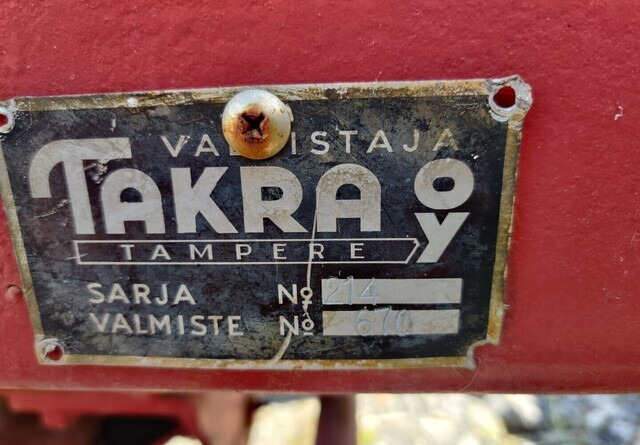 VALMISTAJA
TAKRA OY
TAMPERE
SARJA No 214
VALMISTE No 670